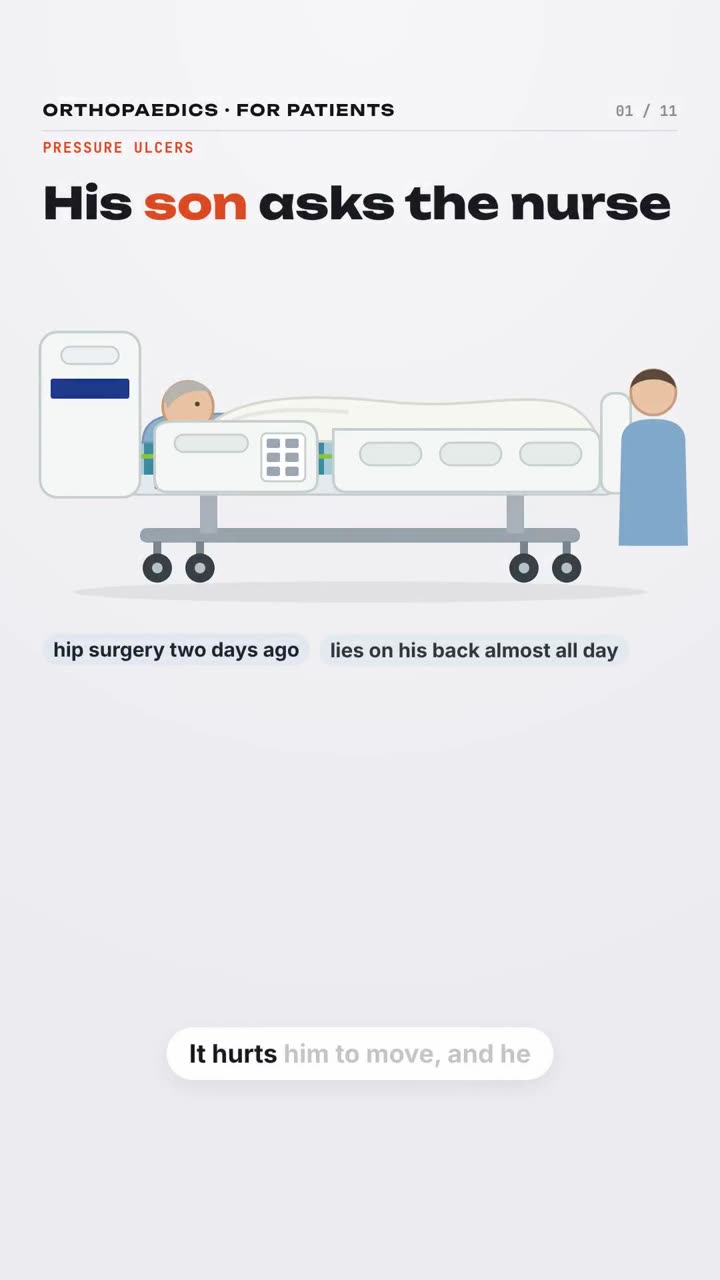 ORTHOPAEDICS · FOR PATIENTS
01 / 11
PRESSURE ULCERS
His son asks the nurse
hip surgery two days ago
lies on his back almost all day
It hurts him to move, and he